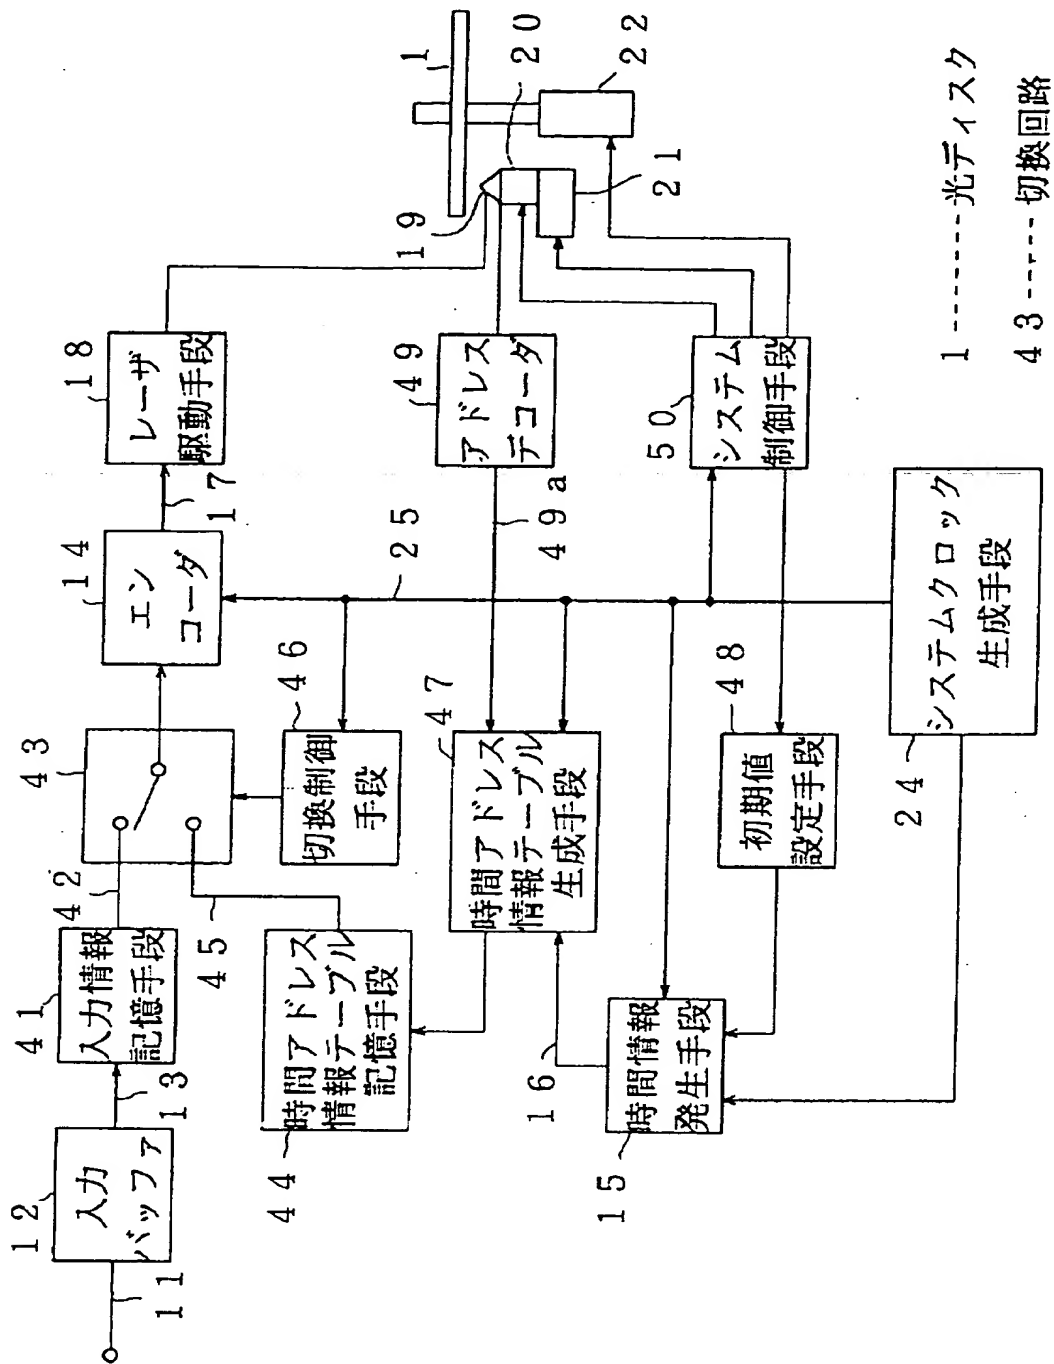 11
12
入力
バッファ
13
41
入力情報
記憶手段
42
43
14
エン
コーダ
17
18
レーザ
駆動手段
45
46
切換制御
手段
25
44
時間アドレス
情報テーブル
記憶手段
47
時間アドレス
情報テーブル
生成手段
49a
49
アドレス
デコーダ
19
1
20
21
22
16
15
時間情報
発生手段
48
初期値
設定手段
50
システム
制御手段
24
システムクロック
生成手段
1-------光ディスク
43----切換回路